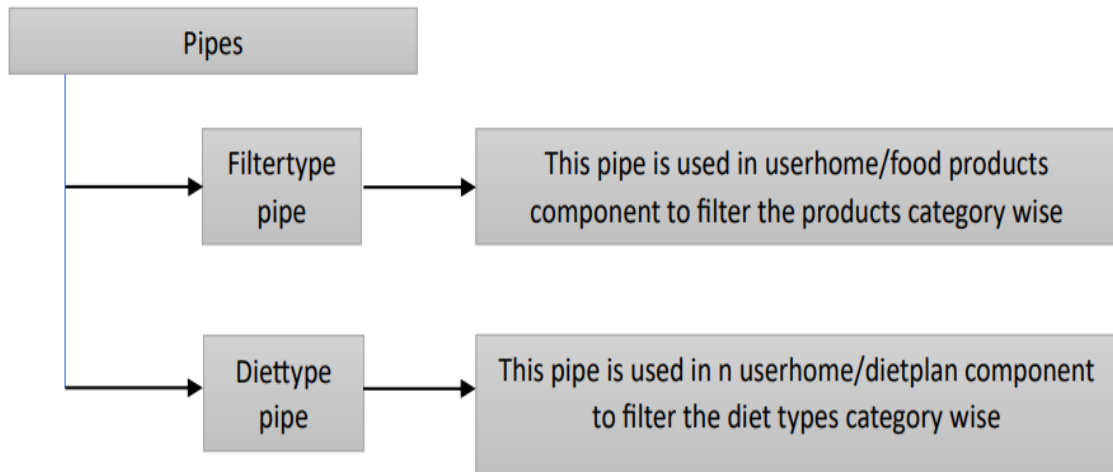 Pipes
Filtertype
pipe
This pipe is used in userhome/food products
component to filter the products category wise
Diettype
pipe
This pipe is used in n userhome/dietplan component
to filter the diet types category wise